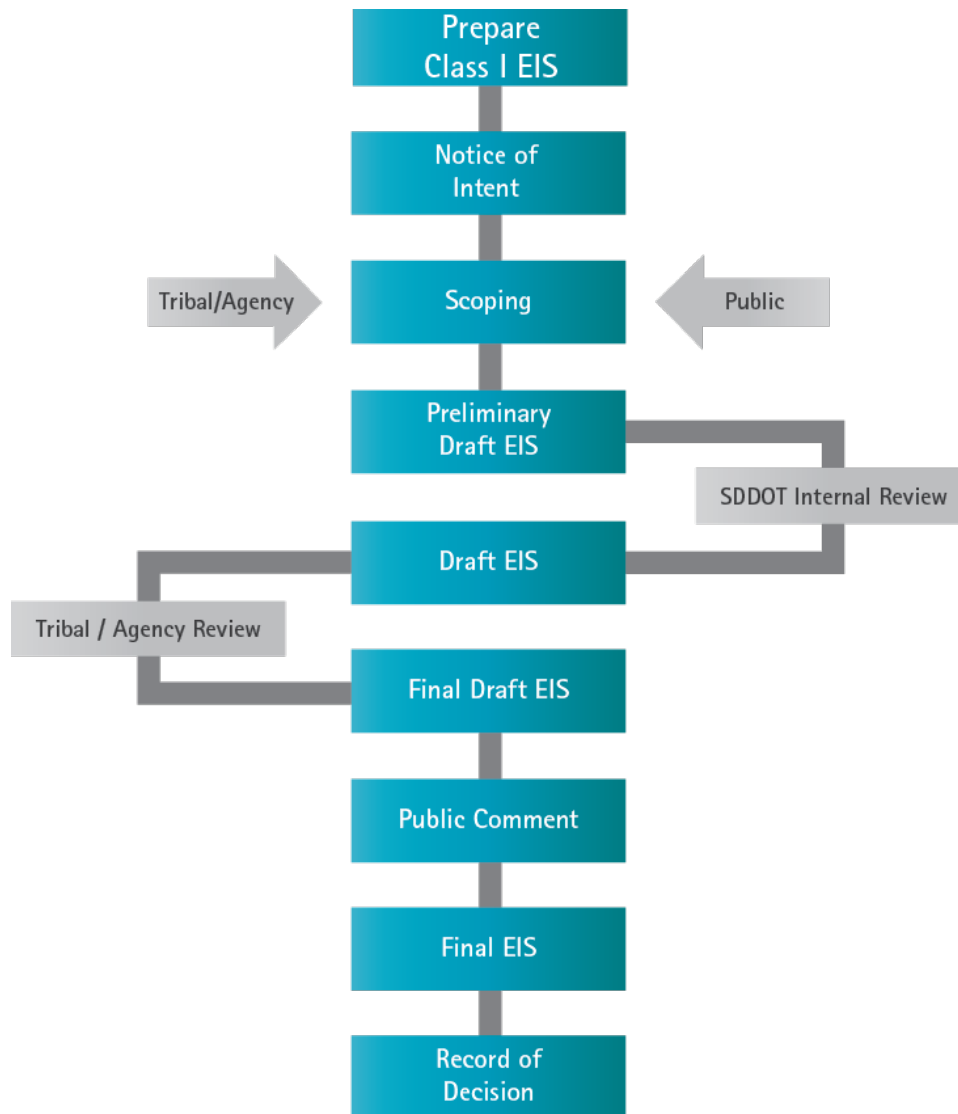 Prepare
Class I EIS
Notice of
Intent
Tribal/Agency
Scoping
Public
Preliminary
Draft EIS
SDDOT Internal Review
Draft EIS
Tribal / Agency Review
Final Draft EIS
Public Comment
Final EIS
Record of
Decision